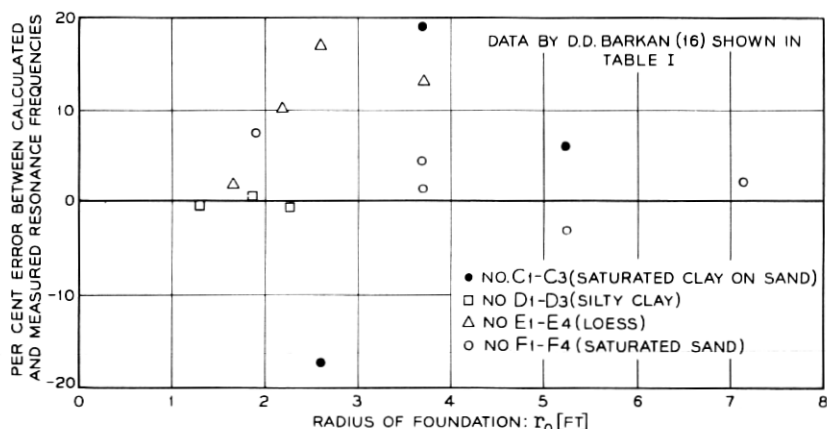 PER CENT ERROR BETWEEN CALCULATED
AND MEASURED RESONANCE FREQUENCIES
20
10
0
-10
-20
DATA BY D.D. BARKAN (16) SHOWN IN
TABLE I
● NO. C1-C3 (SATURATED CLAY ON SAND)
□ NO D1-D3 (SILTY CLAY)
△ NO E1-E4 (LOESS)
○ NO F1-F4 (SATURATED SAND)
0 1 2 3 4 5 6 7 8
RADIUS OF FOUNDATION: r₀ [FT]